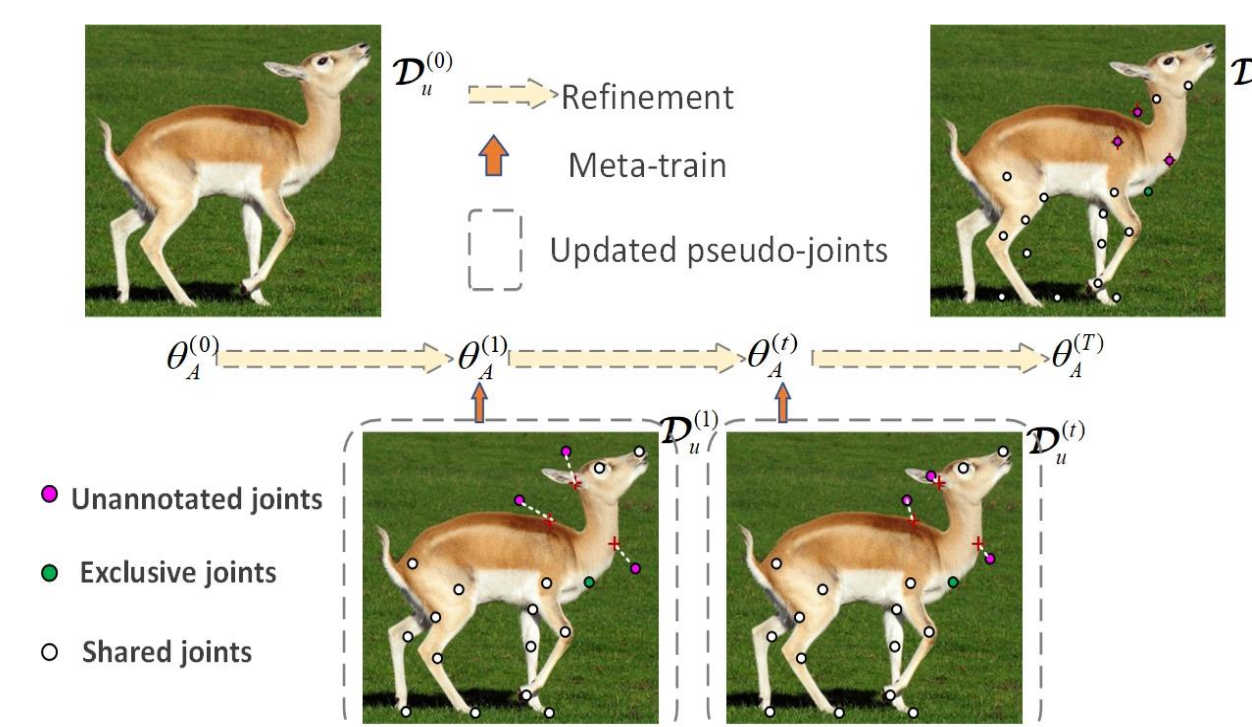 𝓓_u^(0)
Refinement
Meta-train
Updated pseudo-joints
𝓓
θ_A^(0)
θ_A^(1)
θ_A^(t)
θ_A^(T)
𝓓_u^(1)
𝓓_u^(t)
Unannotated joints
Exclusive joints
Shared joints